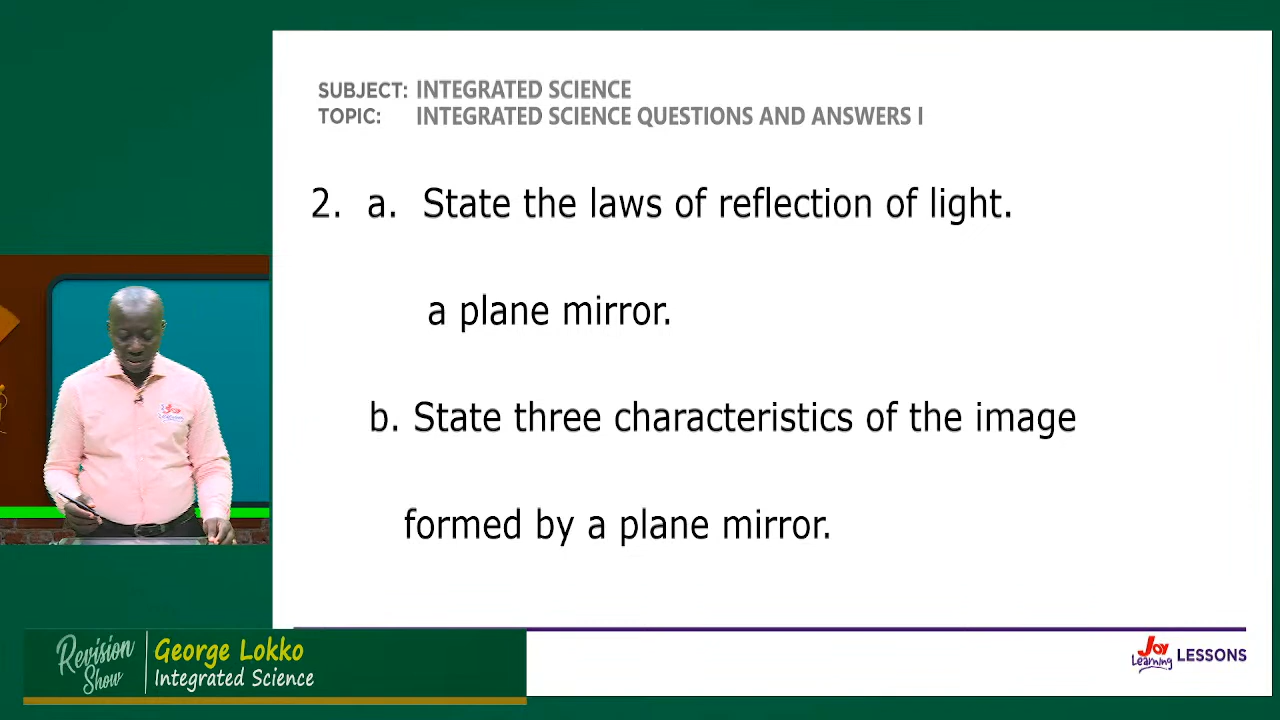 SUBJECT: INTEGRATED SCIENCE
TOPIC: INTEGRATED SCIENCE QUESTIONS AND ANSWERS I
2. a. State the laws of reflection of light.
a plane mirror.
b. State three characteristics of the image
formed by a plane mirror.
Revision Show
George Lokko
Integrated Science
Joy Learning LESSONS